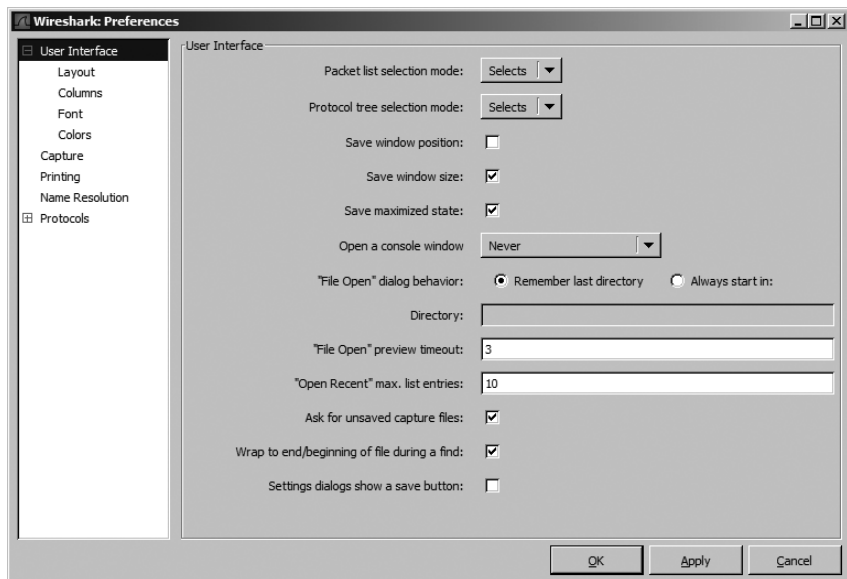 Wireshark: Preferences
User Interface
Layout
Columns
Font
Colors
Capture
Printing
Name Resolution
Protocols
User Interface
Packet list selection mode: Selects
Protocol tree selection mode: Selects
Save window position:
Save window size:
Save maximized state:
Open a console window Never
"File Open" dialog behavior: Remember last directory Always start in:
Directory:
"File Open" preview timeout: 3
"Open Recent" max. list entries: 10
Ask for unsaved capture files:
Wrap to end/beginning of file during a find:
Settings dialogs show a save button:
OK Apply Cancel